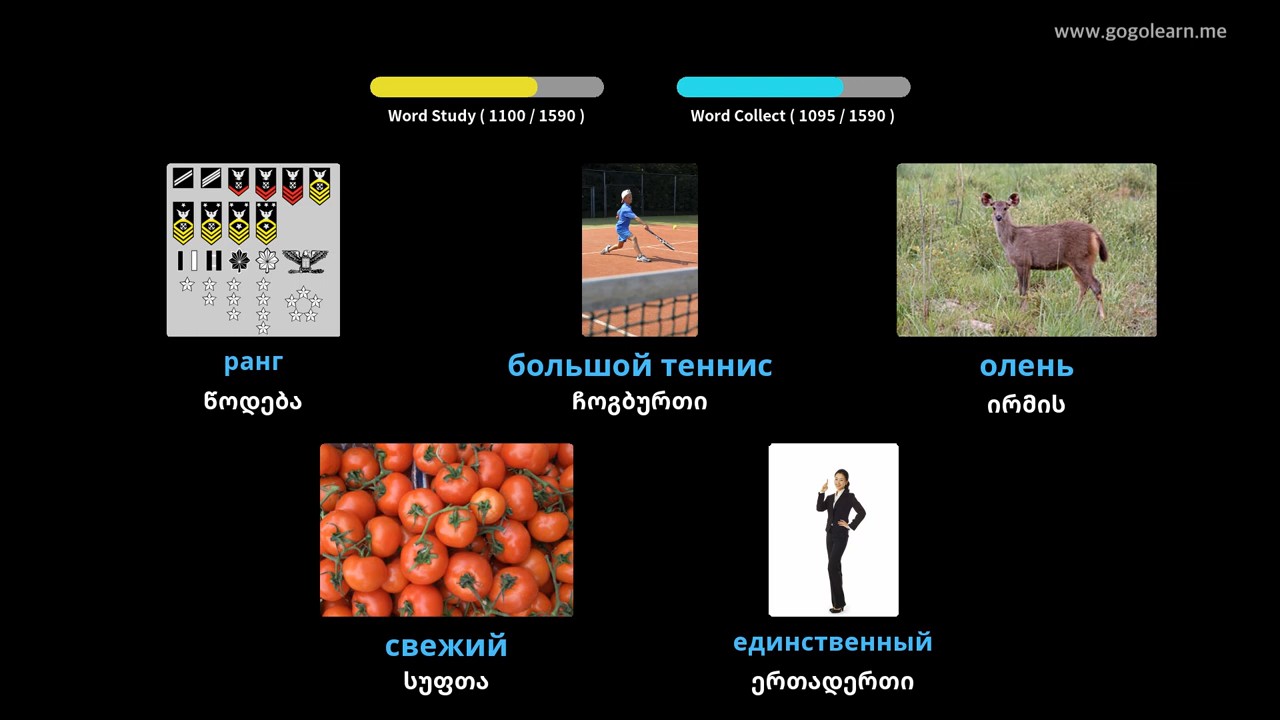 www.gogolearn.me
Word Study ( 1100 / 1590 )
Word Collect ( 1095 / 1590 )
ранг
წოდება
большой теннис
ჩოგბურთი
олень
ირმის
свежий
სუფთა
единственный
ერთადერთი